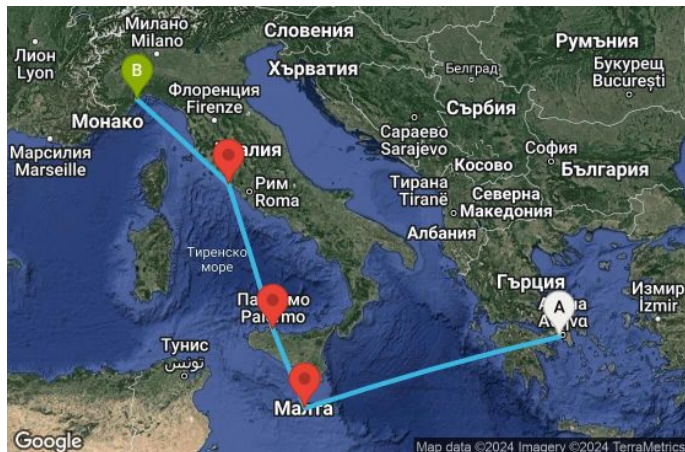 Милано
Milano
Словения
Румъния
Лион
Lyon
Хърватия
Белград
Букурещ
București
B
Флоренция
Firenze
Монако
Сърбия
Сараево
Sarajevo
Марсилия
Marseille
Косово
София
България
Рим
Roma
Тирана
Tiranë
Северна
Македония
Албания
Тиренско
море
Гърция
A
Измир
İzmir
Тунис
تونس
Малта
Google
Map data ©2024 Imagery ©2024 TerraMetrics